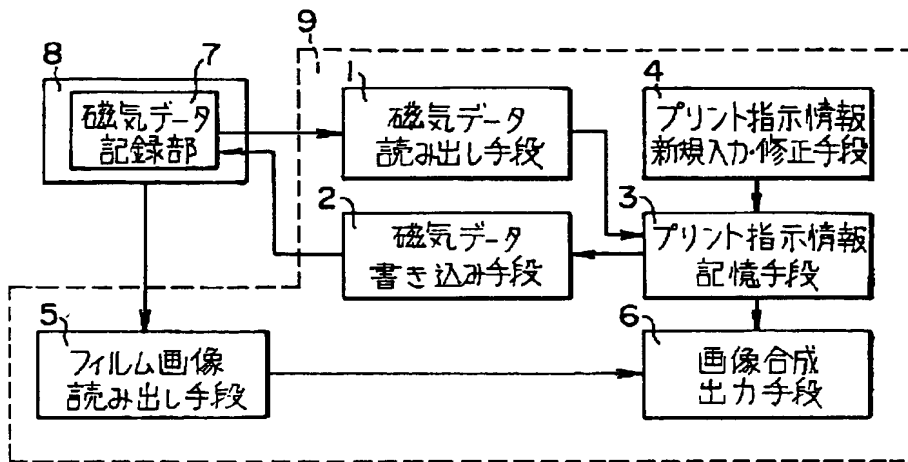 9
8
7
磁気データ
記録部
1
磁気データ
読み出し手段
4
プリント指示情報
新規入力・修正手段
2
磁気データ
書き込み手段
3
プリント指示情報
記憶手段
5
フィルム画像
読み出し手段
6
画像合成
出力手段